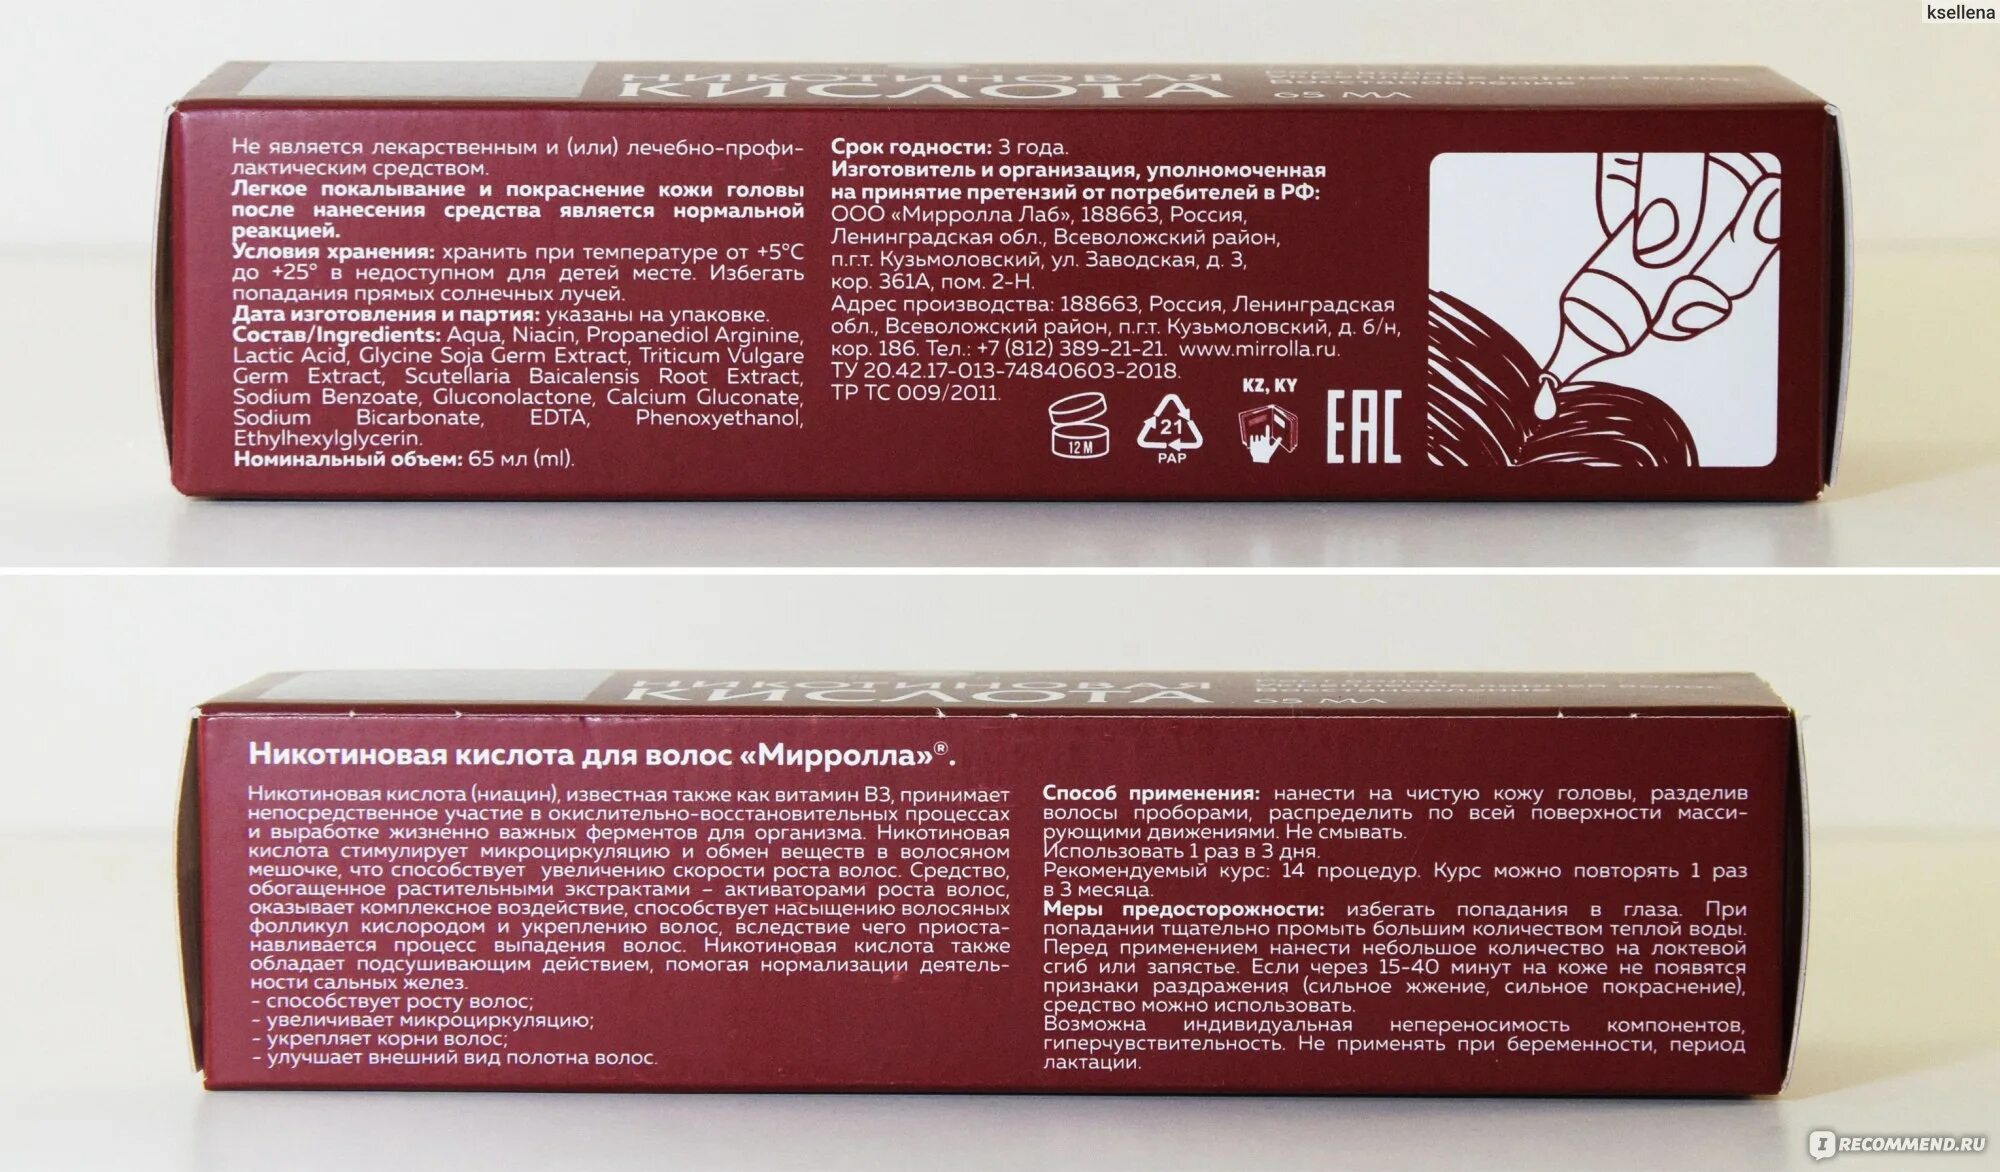 ksellena
НИКОТИНОВАЯ
КИСЛОТА
65 МЛ
Не является лекарственным и (или) лечебно-профи-
лактическим средством.
Легкое покалывание и покраснение кожи головы
после нанесения средства является нормальной
реакцией.
Условия хранения: хранить при температуре от +5°С
до +25° в недоступном для детей месте. Избегать
попадания прямых солнечных лучей.
Дата изготовления и партия: указаны на упаковке.
Состав/Ingredients: Aqua, Niacin, Propanediol Arginine,
Lactic Acid, Glycine Soja Germ Extract, Triticum Vulgare
Germ Extract, Scutellaria Baicalensis Root Extract,
Sodium Benzoate, Gluconolactone, Calcium Gluconate,
Sodium Bicarbonate, EDTA, Phenoxyethanol,
Ethylhexylglycerin.
Номинальный объем: 65 мл (ml).
Срок годности: 3 года.
Изготовитель и организация, уполномоченная
на принятие претензий от потребителей в РФ:
ООО «Мирролла Лаб», 188663, Россия,
Ленинградская обл., Всеволожский район,
п.г.т. Кузьмоловский, ул. Заводская, д. 3,
кор. 361А, пом. 2-Н.
Адрес производства: 188663, Россия, Ленинградская
обл., Всеволожский район, п.г.т. Кузьмоловский, д. б/н,
кор. 186. Тел.: +7 (812) 389-21-21. www.mirrolla.ru.
ТУ 20.42.17-013-74840603-2018.
ТР ТС 009/2011.
12 M
21
PAP
KZ, KY
EAC
НИКОТИНОВАЯ
КИСЛОТА
65 МЛ
Никотиновая кислота для волос «Мирролла»®.
Никотиновая кислота (ниацин), известная также как витамин В3, принимает
непосредственное участие в окислительно-восстановительных процессах
и выработке жизненно важных ферментов для организма. Никотиновая
кислота стимулирует микроциркуляцию и обмен веществ в волосяном
мешочке, что способствует увеличению скорости роста волос. Средство,
обогащенное растительными экстрактами – активаторами роста волос,
оказывает комплексное воздействие, способствует насыщению волосяных
фолликул кислородом и укреплению волос, вследствие чего приоста-
навливается процесс выпадения волос. Никотиновая кислота также
обладает подсушивающим действием, помогая нормализации деятель-
ности сальных желез.
- способствует росту волос;
- увеличивает микроциркуляцию;
- укрепляет корни волос;
- улучшает внешний вид полотна волос.
Способ применения: нанести на чистую кожу головы, разделив
волосы проборами, распределить по всей поверхности масси-
рующими движениями. Не смывать.
Использовать 1 раз в 3 дня.
Рекомендуемый курс: 14 процедур. Курс можно повторять 1 раз
в 3 месяца.
Меры предосторожности: избегать попадания в глаза. При
попадании тщательно промыть большим количеством теплой воды.
Перед применением нанести небольшое количество на локтевой
сгиб или запястье. Если через 15-40 минут на коже не появятся
признаки раздражения (сильное жжение, сильное покраснение),
средство можно использовать.
Возможна индивидуальная непереносимость компонентов,
гиперчувствительность. Не применять при беременности, период
лактации.
IRECOMMEND.RU